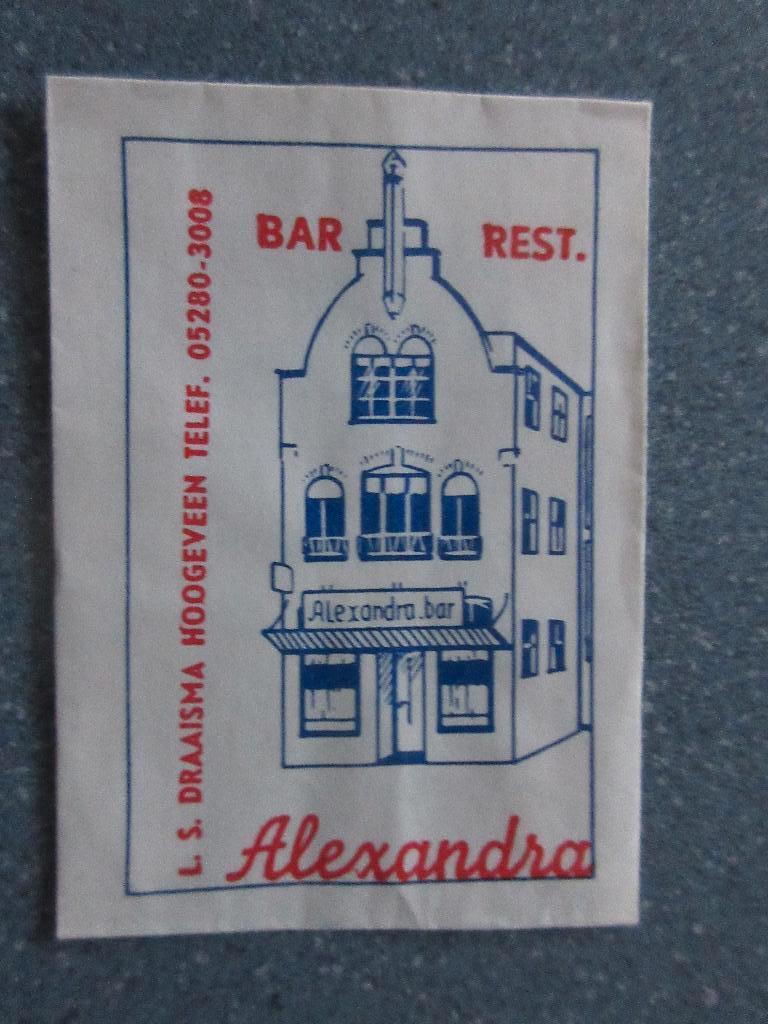 BAR REST.
L. S. DRAAISMA HOOGEVEEN TELEF. 05280-3008
Alexandra.bar
Alexandra